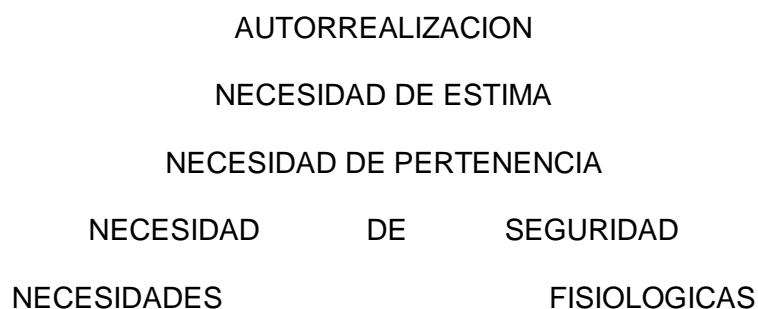 AUTORREALIZACION
NECESIDAD DE ESTIMA
NECESIDAD DE PERTENENCIA
NECESIDAD DE SEGURIDAD
NECESIDADES FISIOLOGICAS